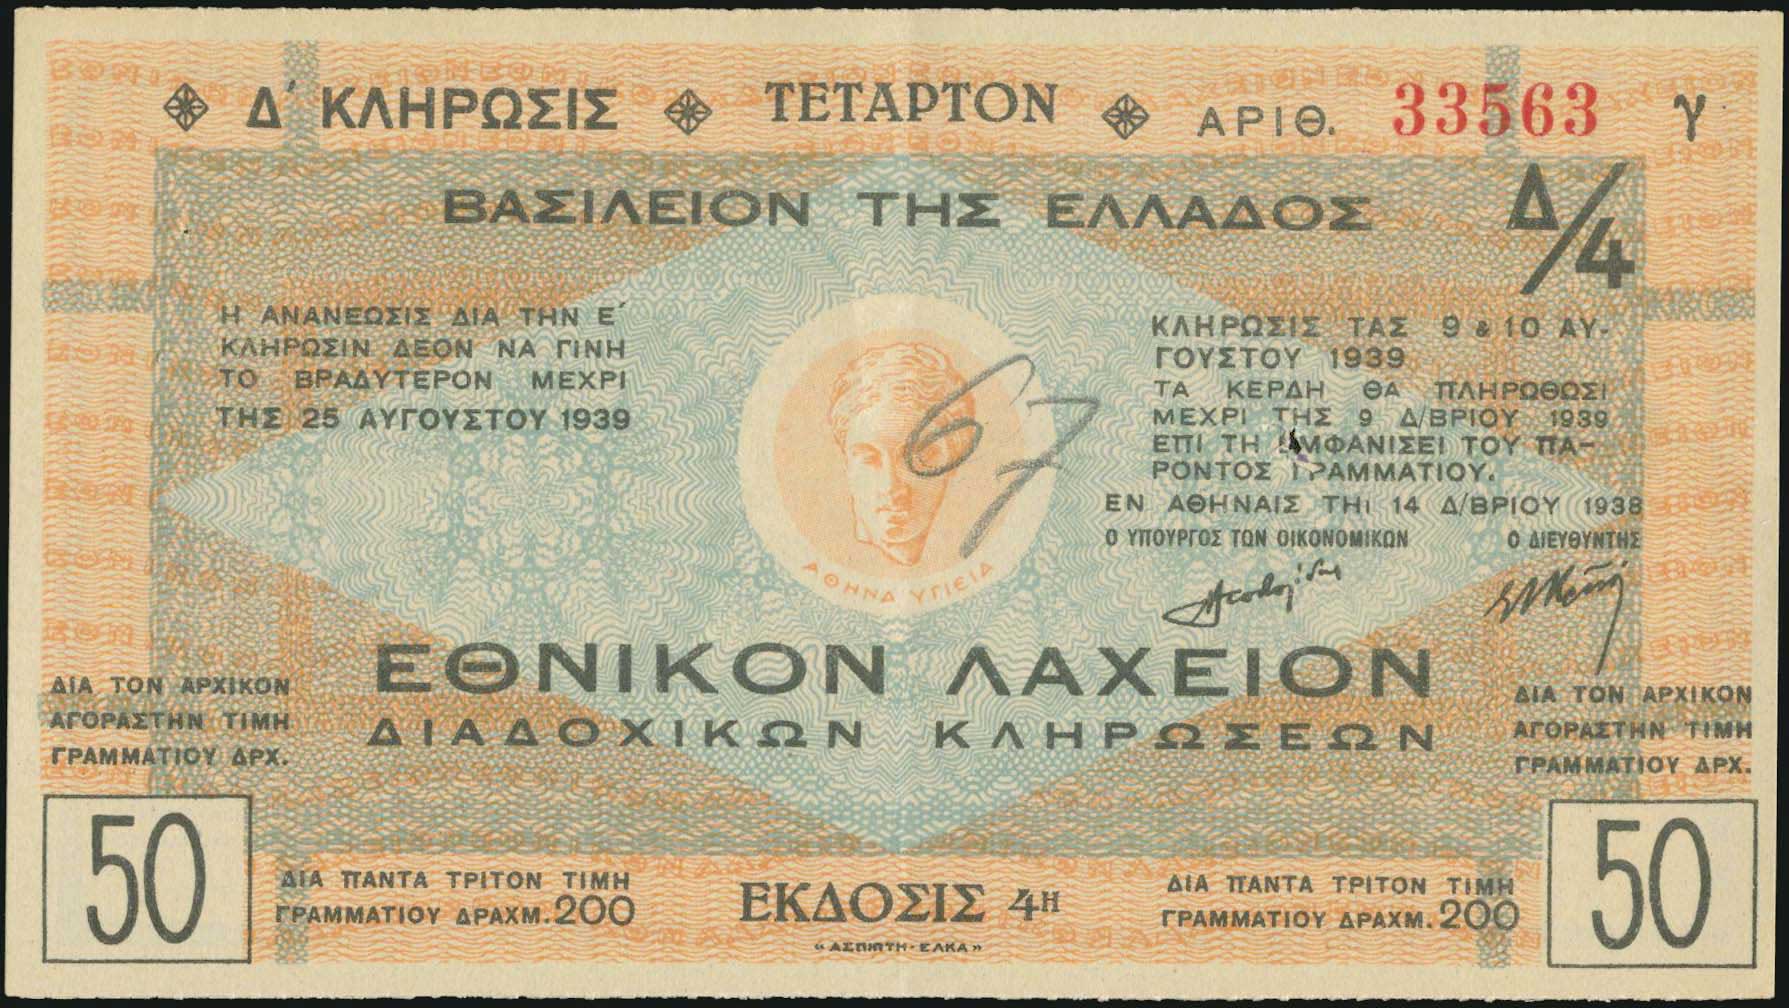 Δ΄ ΚΛΗΡΩΣΙΣ ΤΕΤΑΡΤΟΝ ΑΡΙΘ. 33563 γ
ΒΑΣΙΛΕΙΟΝ ΤΗΣ ΕΛΛΑΔΟΣ
Δ/4
Η ΑΝΑΝΕΩΣΙΣ ΔΙΑ ΤΗΝ Ε΄
ΚΛΗΡΩΣΙΝ ΔΕΟΝ ΝΑ ΓΙΝΗ
ΤΟ ΒΡΑΔΥΤΕΡΟΝ ΜΕΧΡΙ
ΤΗΣ 25 ΑΥΓΟΥΣΤΟΥ 1939
67
ΑΘΗΝΑ ΥΓΙΕΙΑ
ΚΛΗΡΩΣΙΣ ΤΑΣ 9 & 10 ΑΥ-
ΓΟΥΣΤΟΥ 1939
ΤΑ ΚΕΡΔΗ ΘΑ ΠΛΗΡΩΘΩΣΙ
ΜΕΧΡΙ ΤΗΣ 9 Δ/ΒΡΙΟΥ 1939
ΕΠΙ ΤΗ ΕΜΦΑΝΙΣΕΙ ΤΟΥ ΠΑ-
ΡΟΝΤΟΣ ΓΡΑΜΜΑΤΙΟΥ.
ΕΝ ΑΘΗΝΑΙΣ ΤΗι 14 Δ/ΒΡΙΟΥ 1938
Ο ΥΠΟΥΡΓΟΣ ΤΩΝ ΟΙΚΟΝΟΜΙΚΩΝ Ο ΔΙΕΥΘΥΝΤΗΣ
ΕΘΝΙΚΟΝ ΛΑΧΕΙΟΝ
ΔΙΑΔΟΧΙΚΩΝ ΚΛΗΡΩΣΕΩΝ
ΔΙΑ ΤΟΝ ΑΡΧΙΚΟΝ
ΑΓΟΡΑΣΤΗΝ ΤΙΜΗ
ΓΡΑΜΜΑΤΙΟΥ ΔΡΧ.
50
ΔΙΑ ΤΟΝ ΑΡΧΙΚΟΝ
ΑΓΟΡΑΣΤΗΝ ΤΙΜΗ
ΓΡΑΜΜΑΤΙΟΥ ΔΡΧ.
50
ΔΙΑ ΠΑΝΤΑ ΤΡΙΤΟΝ ΤΙΜΗ
ΓΡΑΜΜΑΤΙΟΥ ΔΡΑΧΜ. 200
ΕΚΔΟΣΙΣ 4Η
«ΑΣΠΙΩΤΗ-ΕΛΚΑ»
ΔΙΑ ΠΑΝΤΑ ΤΡΙΤΟΝ ΤΙΜΗ
ΓΡΑΜΜΑΤΙΟΥ ΔΡΑΧΜ. 200